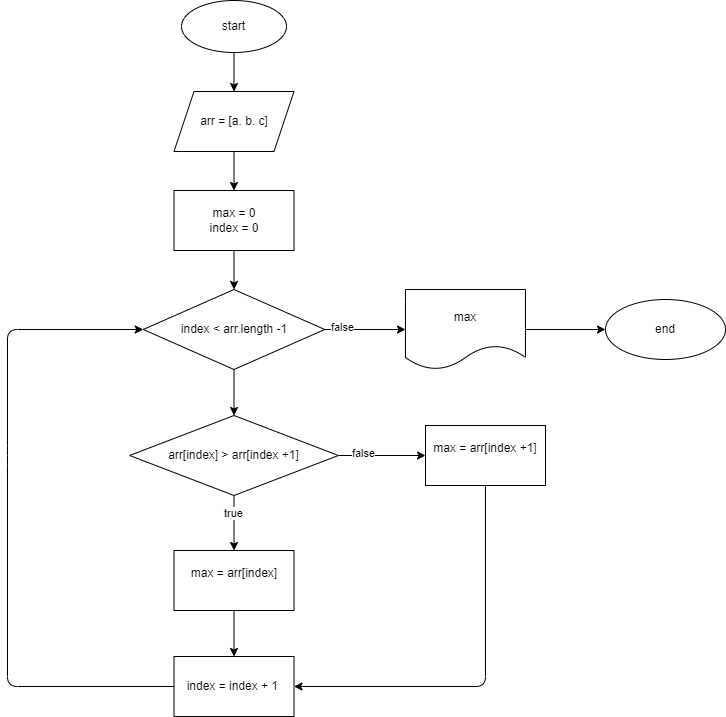 start
arr = [a. b. c]
max = 0
index = 0
index < arr.length -1
false
max
end
arr[index] > arr[index +1]
false
max = arr[index +1]
true
max = arr[index]
index = index + 1